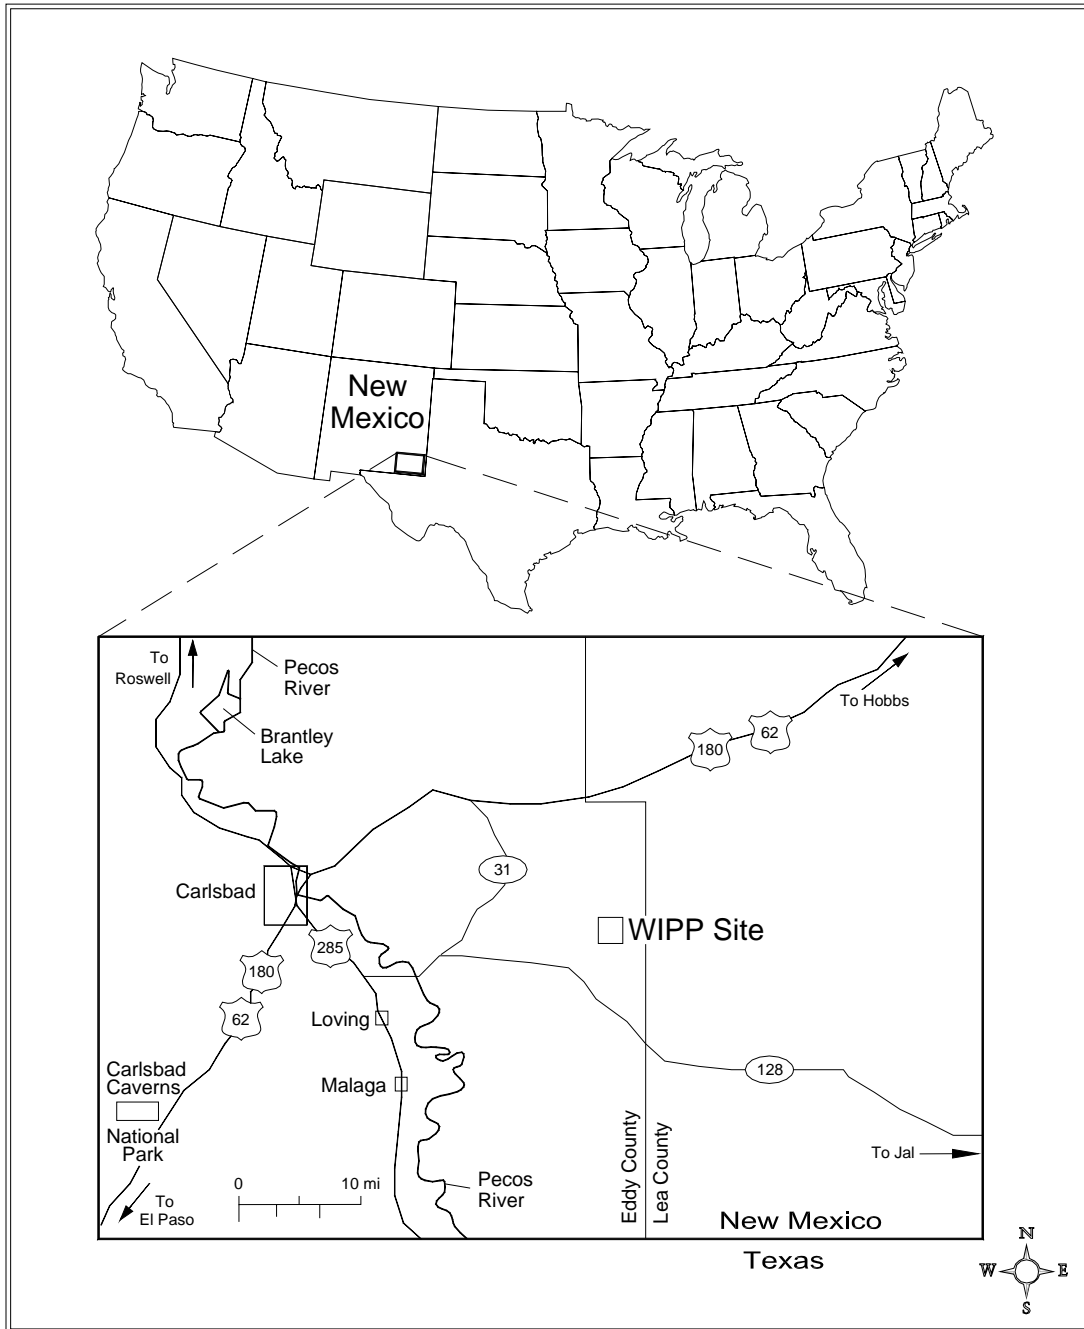 New
Mexico
To
Roswell
Pecos
River
Brantley
Lake
To Hobbs
180
62
31
Carlsbad
WIPP Site
285
180
62
Loving
Malaga
Carlsbad
Caverns
National
Park
128
To Jal
To
El Paso
0 10 mi
Pecos
River
Eddy County
Lea County
New Mexico
Texas
N
W E
S